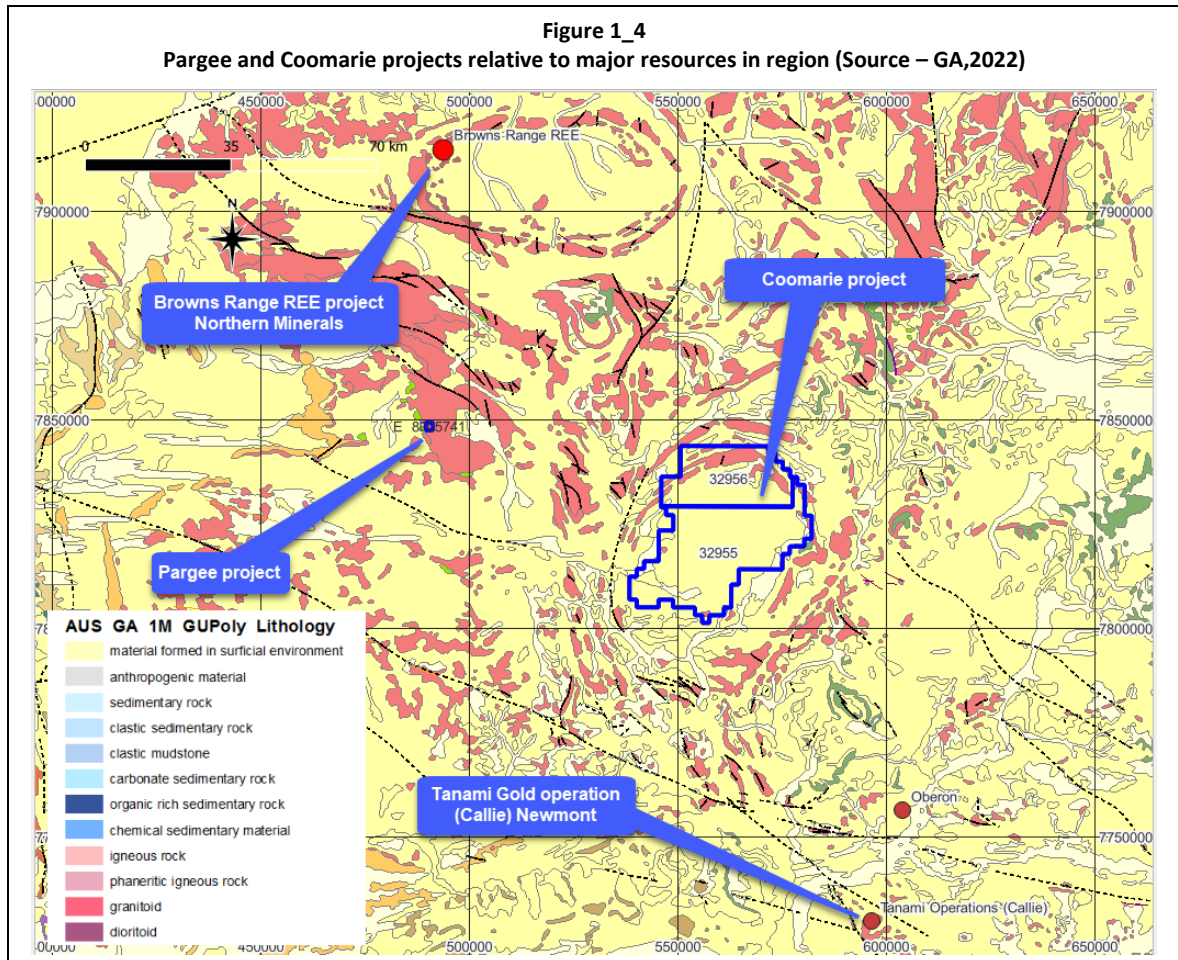 Figure 1_4
Pargee and Coomarie projects relative to major resources in region (Source – GA,2022)
00000
450000
500000
550000
600000
650000
Browns Range REE
0
35
70 km
7900000
7900000
N
Browns Range REE project
Northern Minerals
Coomarie project
7850000
7850000
32956
32955
Pargee project
7800000
AUS GA 1M GUPoly Lithology
material formed in surficial environment
anthropogenic material
sedimentary rock
clastic sedimentary rock
clastic mudstone
carbonate sedimentary rock
organic rich sedimentary rock
chemical sedimentary material
igneous rock
phaneritic igneous rock
granitoid
dioritoid
Tanami Gold operation
(Callie) Newmont
Oberon
7750000
Tanami Operations (Callie)
00000
450000
500000
550000
600000
650000